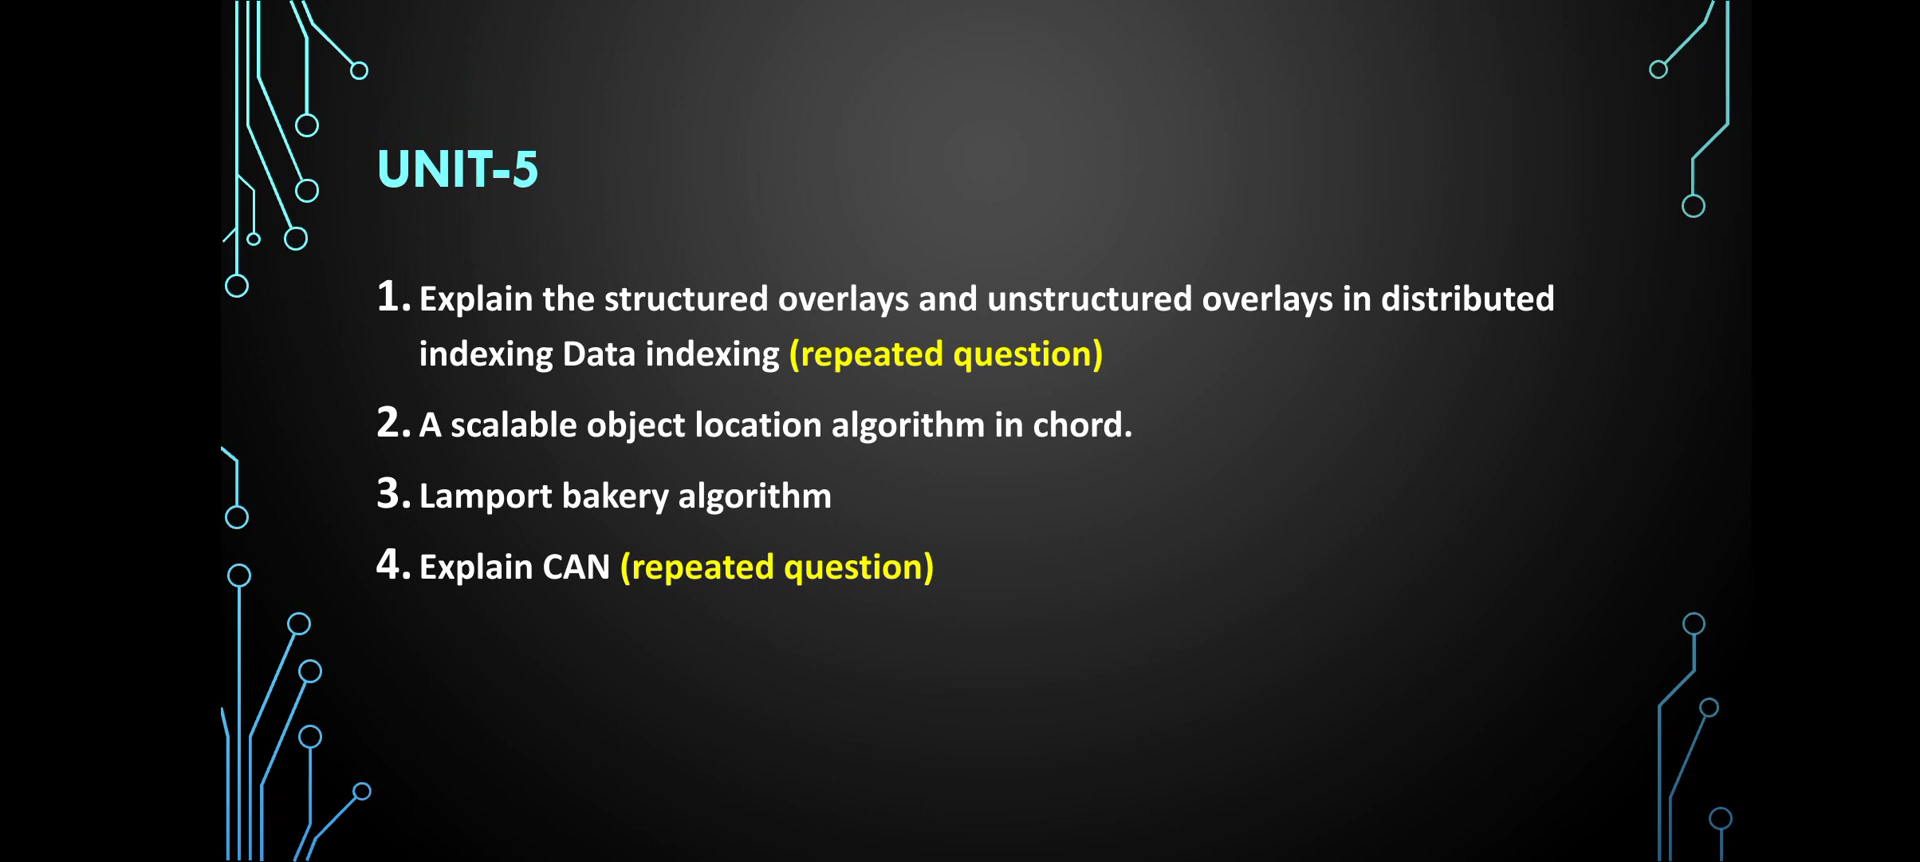 UNIT-5
1. Explain the structured overlays and unstructured overlays in distributed
indexing Data indexing (repeated question)
2. A scalable object location algorithm in chord.
3. Lamport bakery algorithm
4. Explain CAN (repeated question)